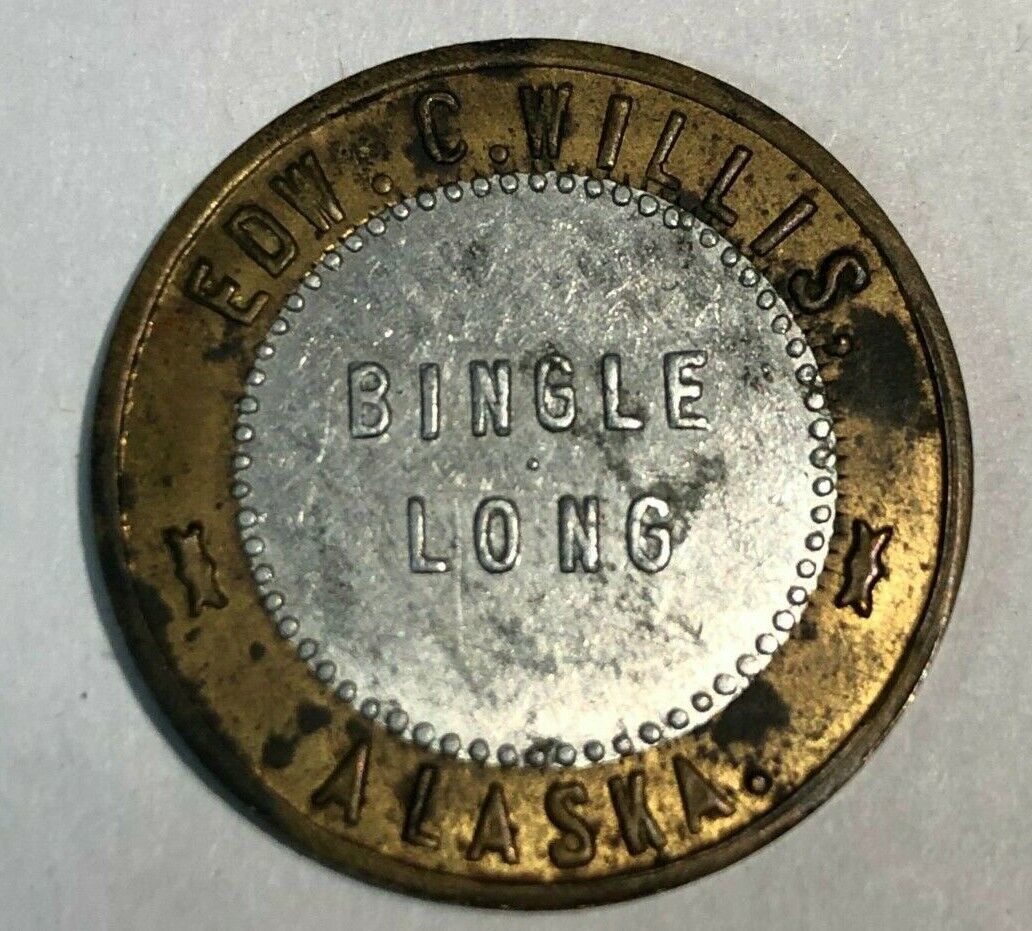 EDW. C. WILLIS,
BINGLE
LONG
ALASKA.